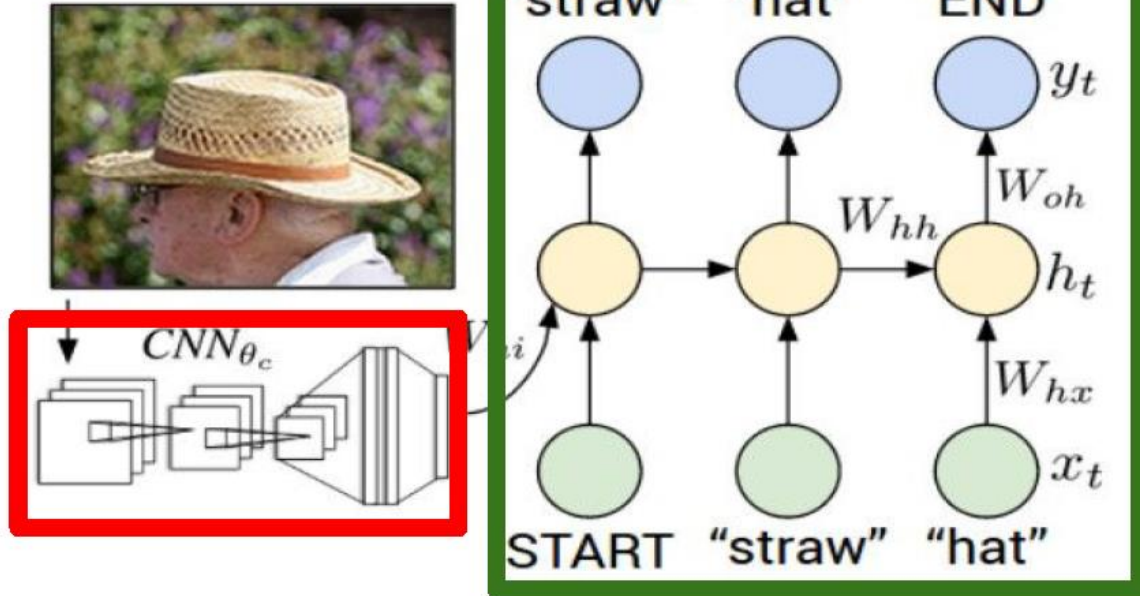 "straw" "hat" END
y_t
W_oh
W_hh
h_t
CNN_θc
W_hx
x_t
START "straw" "hat"